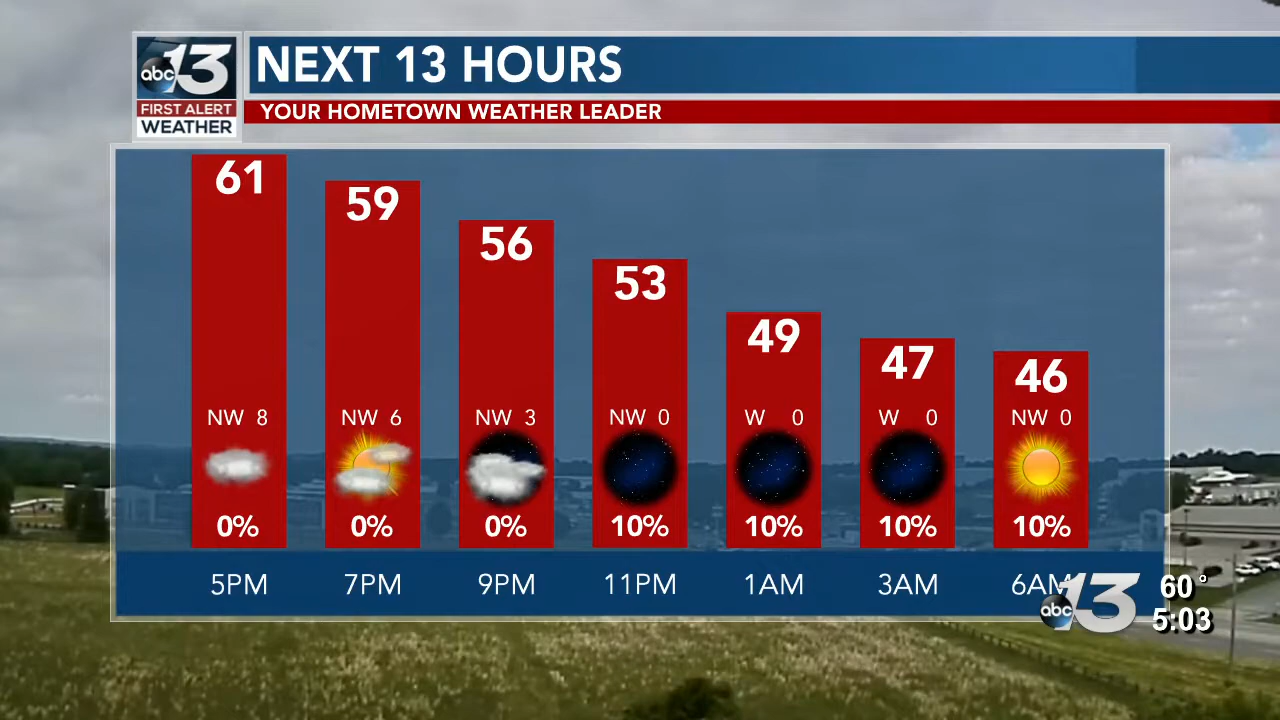 abc 13
FIRST ALERT
WEATHER
NEXT 13 HOURS
YOUR HOMETOWN WEATHER LEADER
61 59 56 53 49 47 46
NW 8 NW 6 NW 3 NW 0 W 0 W 0 NW 0
0% 0% 0% 10% 10% 10% 10%
5PM 7PM 9PM 11PM 1AM 3AM 6AM
abc 13
60°
5:03